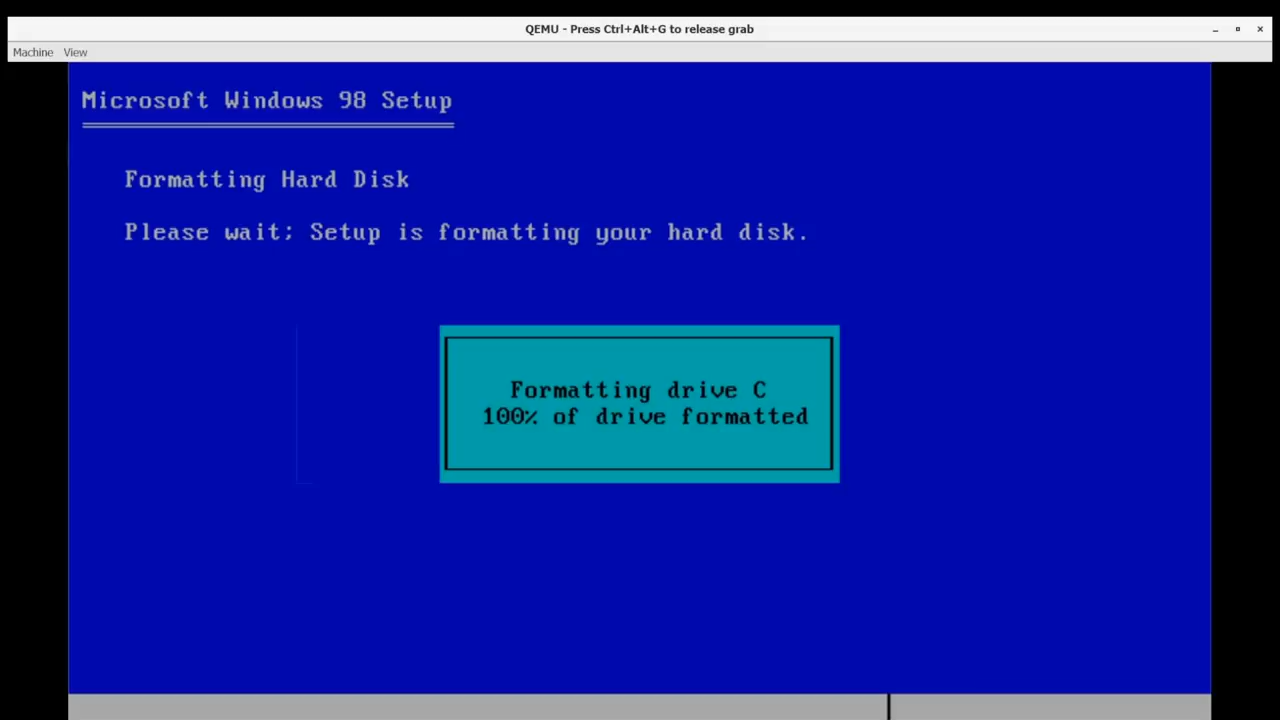 QEMU - Press Ctrl+Alt+G to release grab
Machine View
Microsoft Windows 98 Setup
Formatting Hard Disk
Please wait; Setup is formatting your hard disk.
Formatting drive C
100% of drive formatted